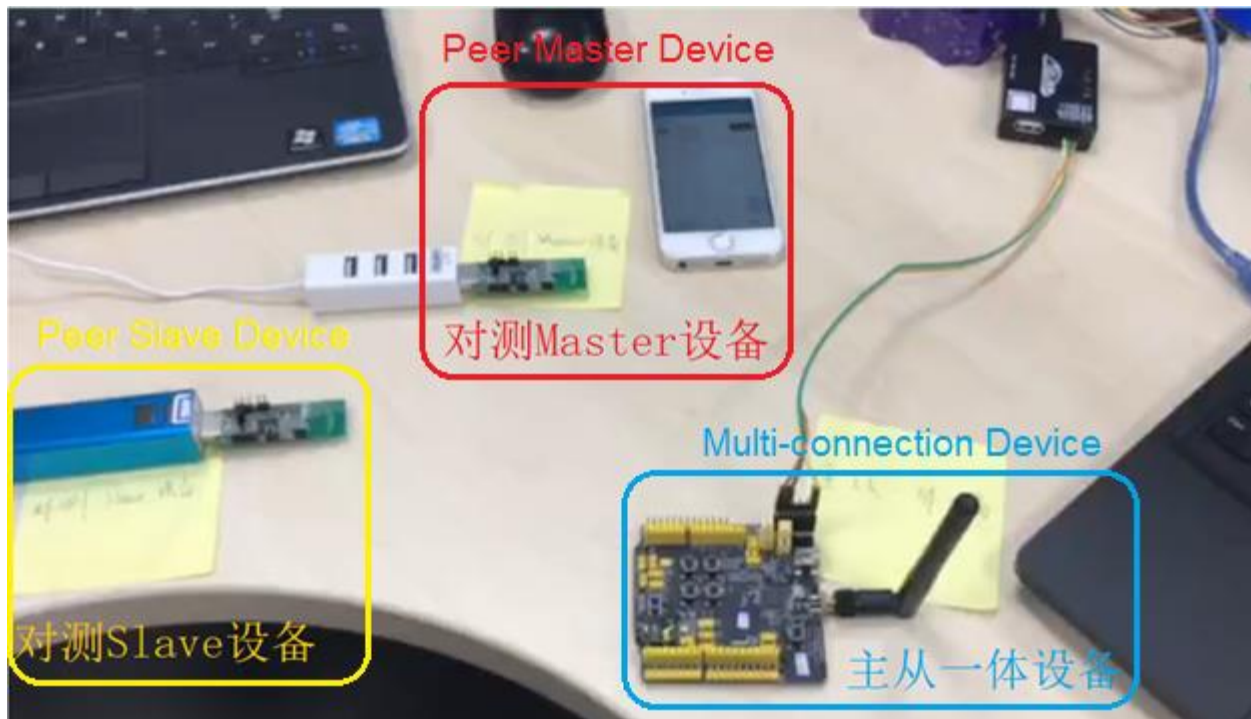 Peer Master Device
对测Master设备
Peer Slave Device
对测Slave设备
Multi-connection Device
主从一体设备